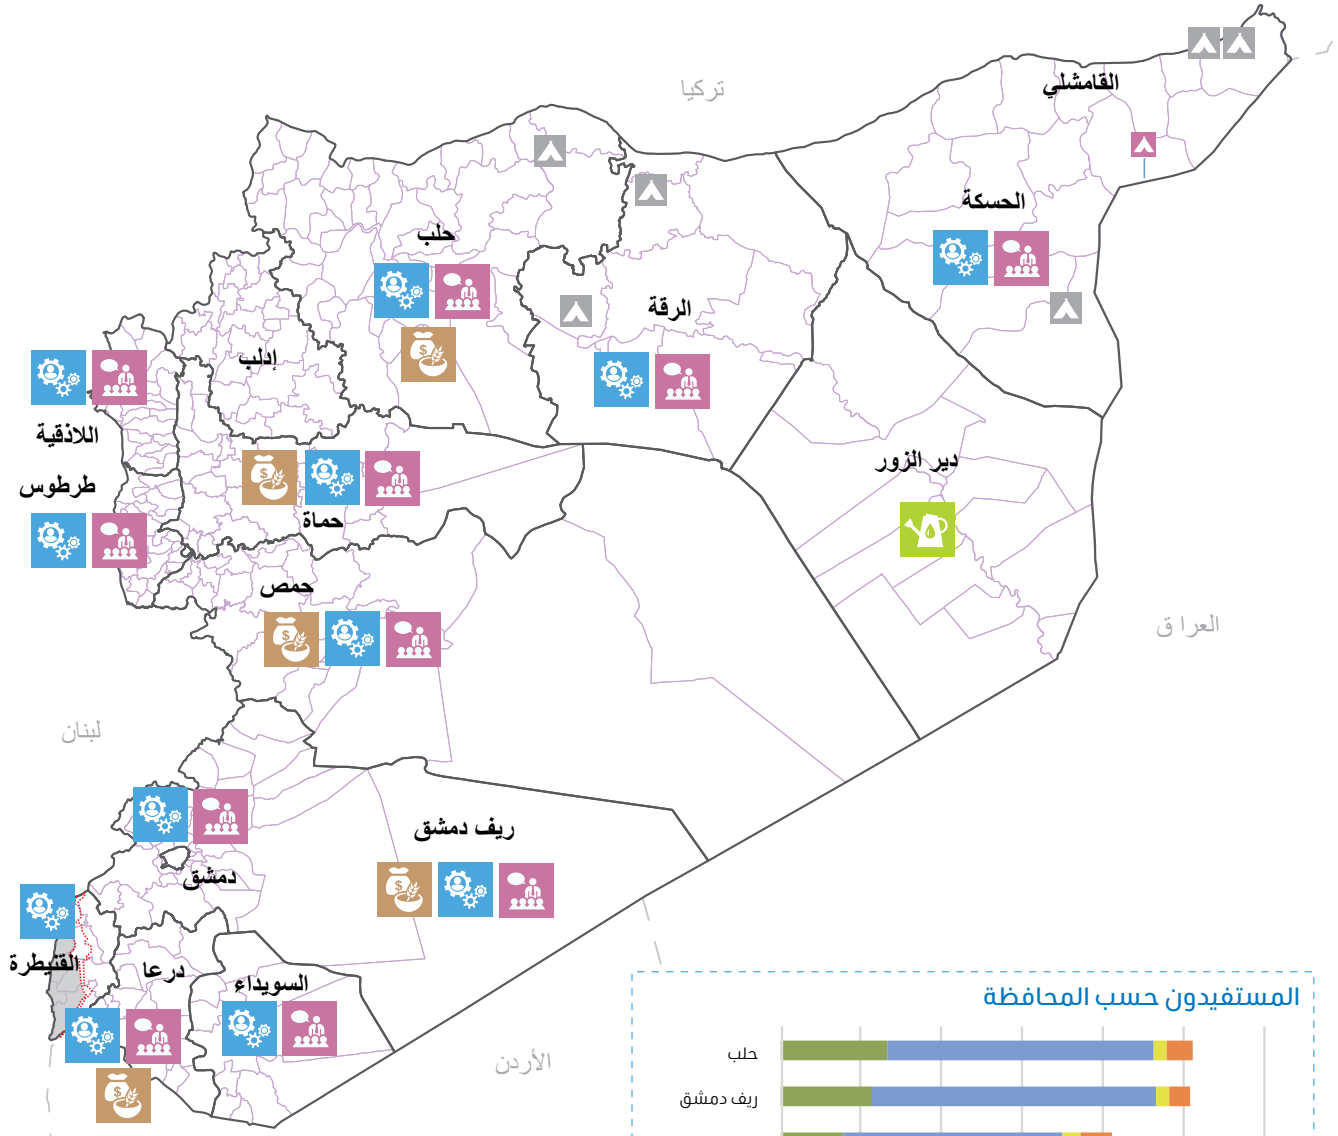 تركيا
القامشلي
الحسكة
حلب
الرقة
إدلب
اللاذقية
دير الزور
طرطوس
حماة
حمص
العرا ق
لبنان
ريف دمشق
دمشق
القنيطرة
درعا
السويداء
الأردن
المستفيدون حسب المحافظة
حلب
ريف دمشق